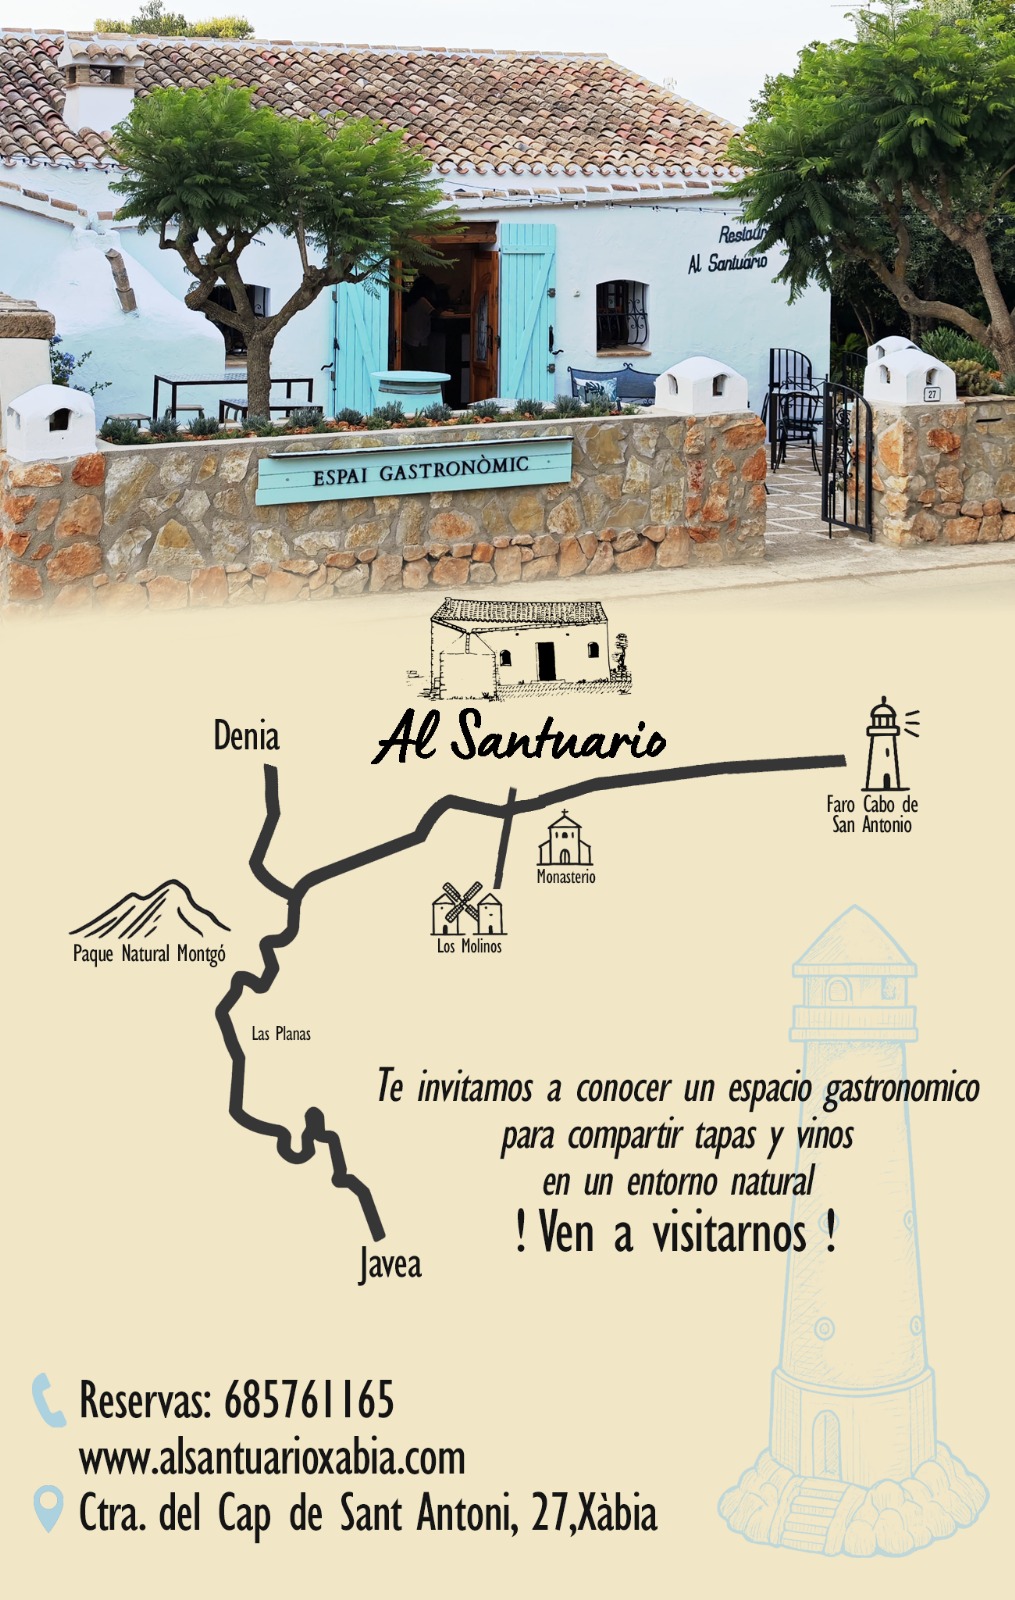 Restaur
Al Santuario
27
ESPAI GASTRONÒMIC
Al Santuario
Denia
Faro Cabo de
San Antonio
Monasterio
Los Molinos
Paque Natural Montgó
Las Planas
Te invitamos a conocer un espacio gastronomico
para compartir tapas y vinos
en un entorno natural
! Ven a visitarnos !
Javea
Reservas: 685761165
www.alsantuarioxabia.com
Ctra. del Cap de Sant Antoni, 27,Xàbia